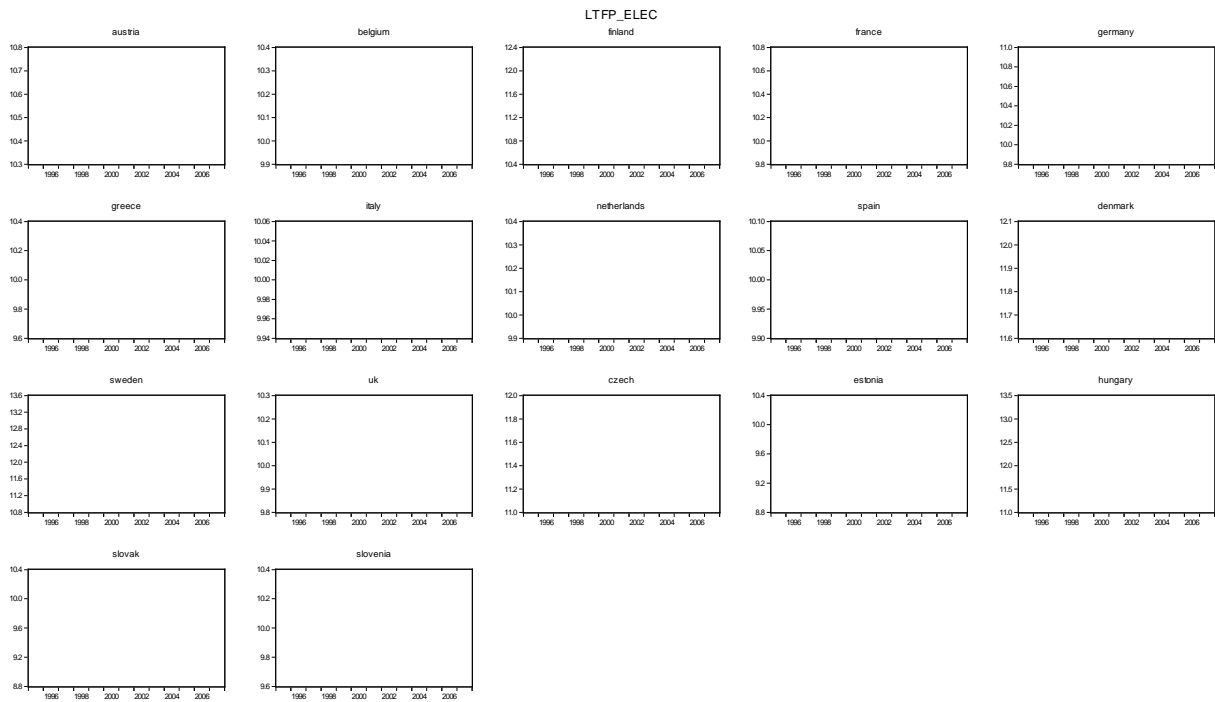 LTFP_ELEC
austria belgium finland france germany
10.8 10.4 12.4 10.8 11.0
10.7 10.3 12.0 10.6 10.8
10.6 10.2 11.6 10.4 10.6
10.5 10.1 11.2 10.2 10.4
10.4 10.0 10.8 10.0 10.2
10.3 9.9 10.4 9.8 10.0
9.8
1996 1998 2000 2002 2004 2006 1996 1998 2000 2002 2004 2006 1996 1998 2000 2002 2004 2006 1996 1998 2000 2002 2004 2006 1996 1998 2000 2002 2004 2006
greece italy netherlands spain denmark
10.4 10.06 10.4 10.10 12.1
10.2 10.04 10.3 10.05 12.0
10.0 10.02 10.2 10.00 11.9
9.8 10.00 10.1 9.95 11.8
9.6 9.98 10.0 9.90 11.7
9.96 9.9 11.6
9.94
1996 1998 2000 2002 2004 2006 1996 1998 2000 2002 2004 2006 1996 1998 2000 2002 2004 2006 1996 1998 2000 2002 2004 2006 1996 1998 2000 2002 2004 2006
sweden uk czech estonia hungary
13.6 10.3 12.0 10.4 13.5
13.2 10.2 11.8 10.0 13.0
12.8 10.1 11.6 9.6 12.5
12.4 10.0 11.4 9.2 12.0
12.0 9.9 11.2 8.8 11.5
11.6 9.8 11.0 11.0
11.2
10.8
1996 1998 2000 2002 2004 2006 1996 1998 2000 2002 2004 2006 1996 1998 2000 2002 2004 2006 1996 1998 2000 2002 2004 2006 1996 1998 2000 2002 2004 2006
slovak slovenia
10.4 10.4
10.0 10.2
9.6 10.0
9.2 9.8
8.8 9.6
1996 1998 2000 2002 2004 2006 1996 1998 2000 2002 2004 2006